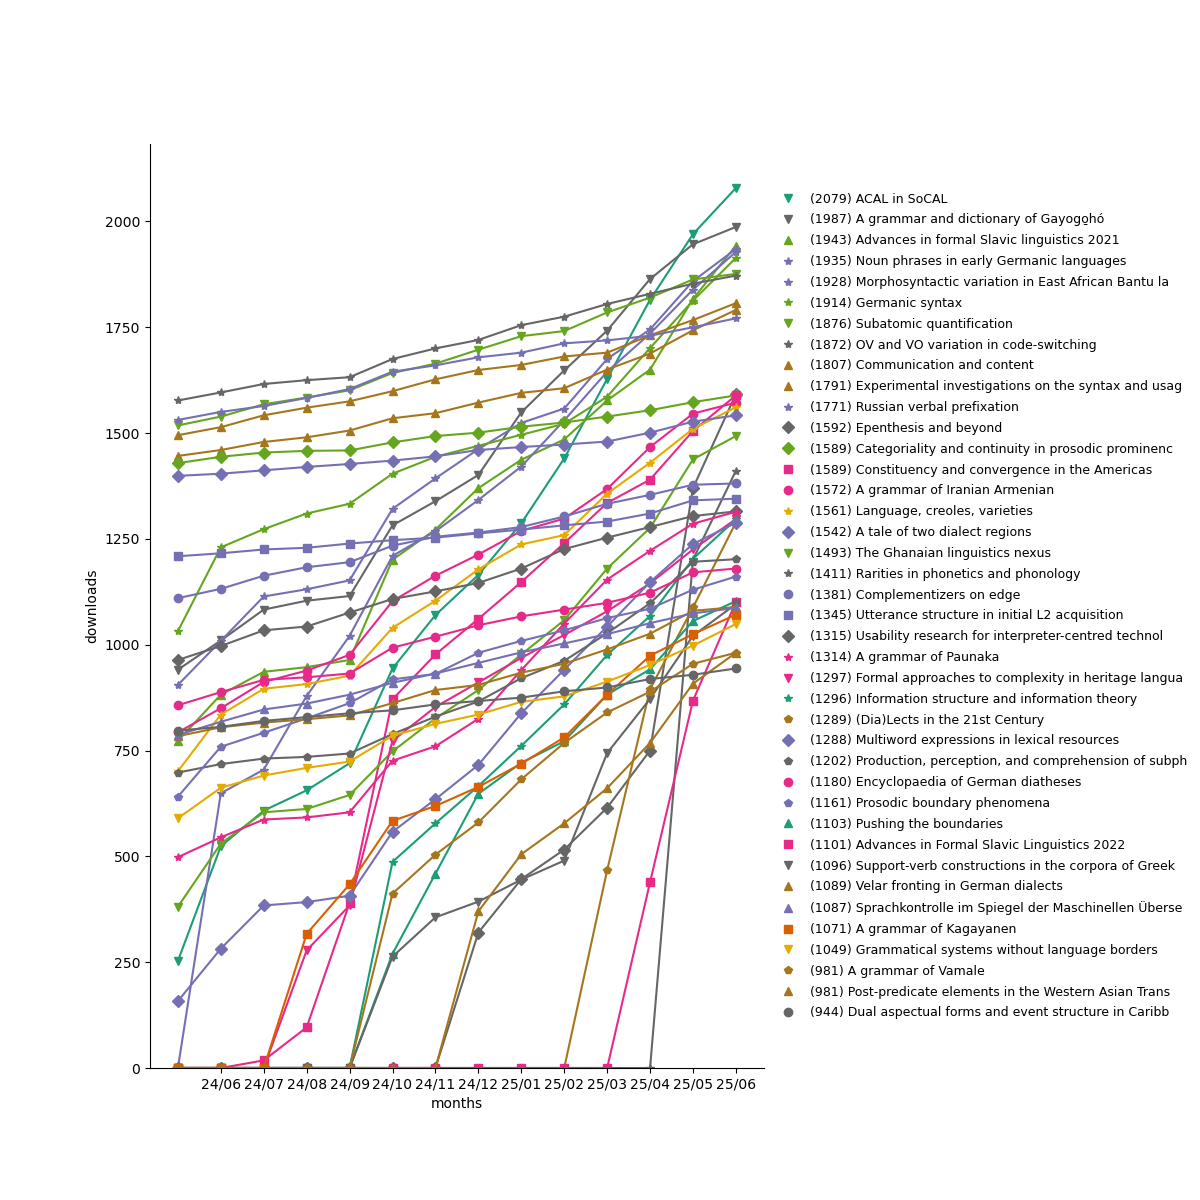 2000
1750
1500
1250
1000
750
500
250
0
downloads
24/06 24/07 24/08 24/09 24/10 24/11 24/12 25/01 25/02 25/03 25/04 25/05 25/06
months
(2079) ACAL in SoCAL
(1987) A grammar and dictionary of Gayogo̱hó
(1943) Advances in formal Slavic linguistics 2021
(1935) Noun phrases in early Germanic languages
(1928) Morphosyntactic variation in East African Bantu la
(1914) Germanic syntax
(1876) Subatomic quantification
(1872) OV and VO variation in code-switching
(1807) Communication and content
(1791) Experimental investigations on the syntax and usag
(1771) Russian verbal prefixation
(1592) Epenthesis and beyond
(1589) Categoriality and continuity in prosodic prominenc
(1589) Constituency and convergence in the Americas
(1572) A grammar of Iranian Armenian
(1561) Language, creoles, varieties
(1542) A tale of two dialect regions
(1493) The Ghanaian linguistics nexus
(1411) Rarities in phonetics and phonology
(1381) Complementizers on edge
(1345) Utterance structure in initial L2 acquisition
(1315) Usability research for interpreter-centred technol
(1314) A grammar of Paunaka
(1297) Formal approaches to complexity in heritage langua
(1296) Information structure and information theory
(1289) (Dia)Lects in the 21st Century
(1288) Multiword expressions in lexical resources
(1202) Production, perception, and comprehension of subph
(1180) Encyclopaedia of German diatheses
(1161) Prosodic boundary phenomena
(1103) Pushing the boundaries
(1101) Advances in Formal Slavic Linguistics 2022
(1096) Support-verb constructions in the corpora of Greek
(1089) Velar fronting in German dialects
(1087) Sprachkontrolle im Spiegel der Maschinellen Überse
(1071) A grammar of Kagayanen
(1049) Grammatical systems without language borders
(981) A grammar of Vamale
(981) Post-predicate elements in the Western Asian Trans
(944) Dual aspectual forms and event structure in Caribb